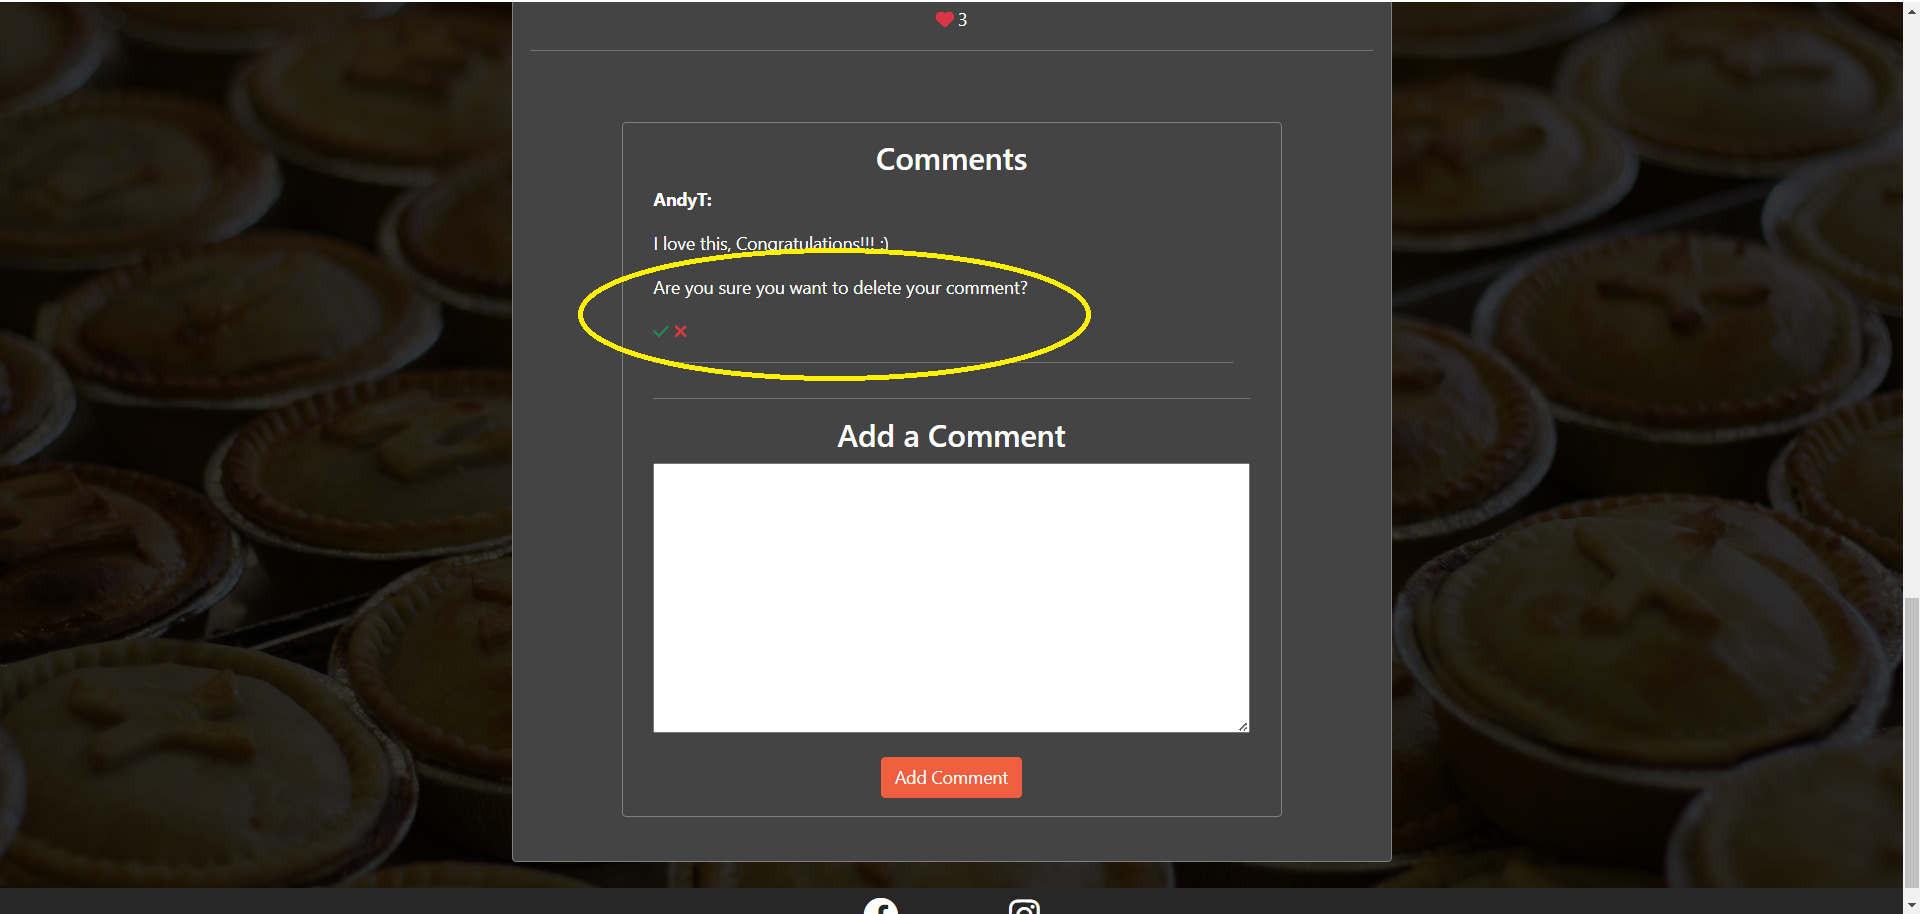 3
Comments
AndyT:
I love this, Congratulations!!! :)
Are you sure you want to delete your comment?
Add a Comment
Add Comment